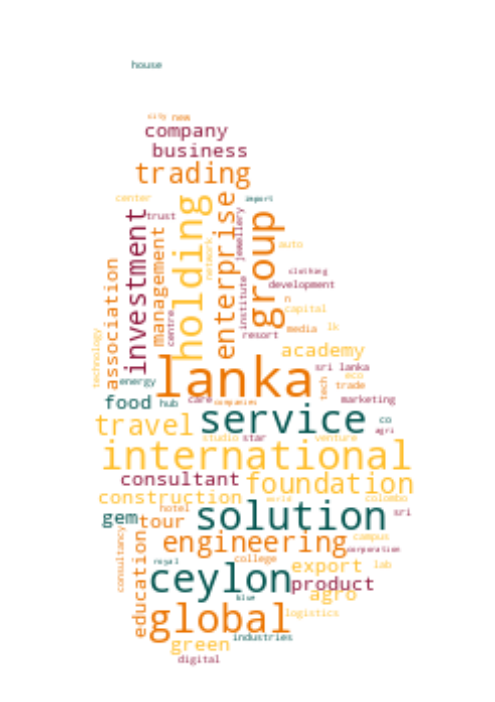 house
city new
company
business
trading
center
import
trust
investment
management
holding
network
enterprise
jewellery
group
auto
centre
institute
association
clothing
development
n
capital
resort
media lk
technology
academy
lanka
sri lanka
energy
tech
eco
trade
food
hub
care
companies
marketing
travel
service
co
agri
studio
star
venture
international
consultant
foundation
construction
world
colombo
gem
tour
hotel
solution
sri
engineering
campus
corporation
consultancy
education
royal
college
export
lab
ceylon
product
blue
agro
global
logistics
industries
green
digital